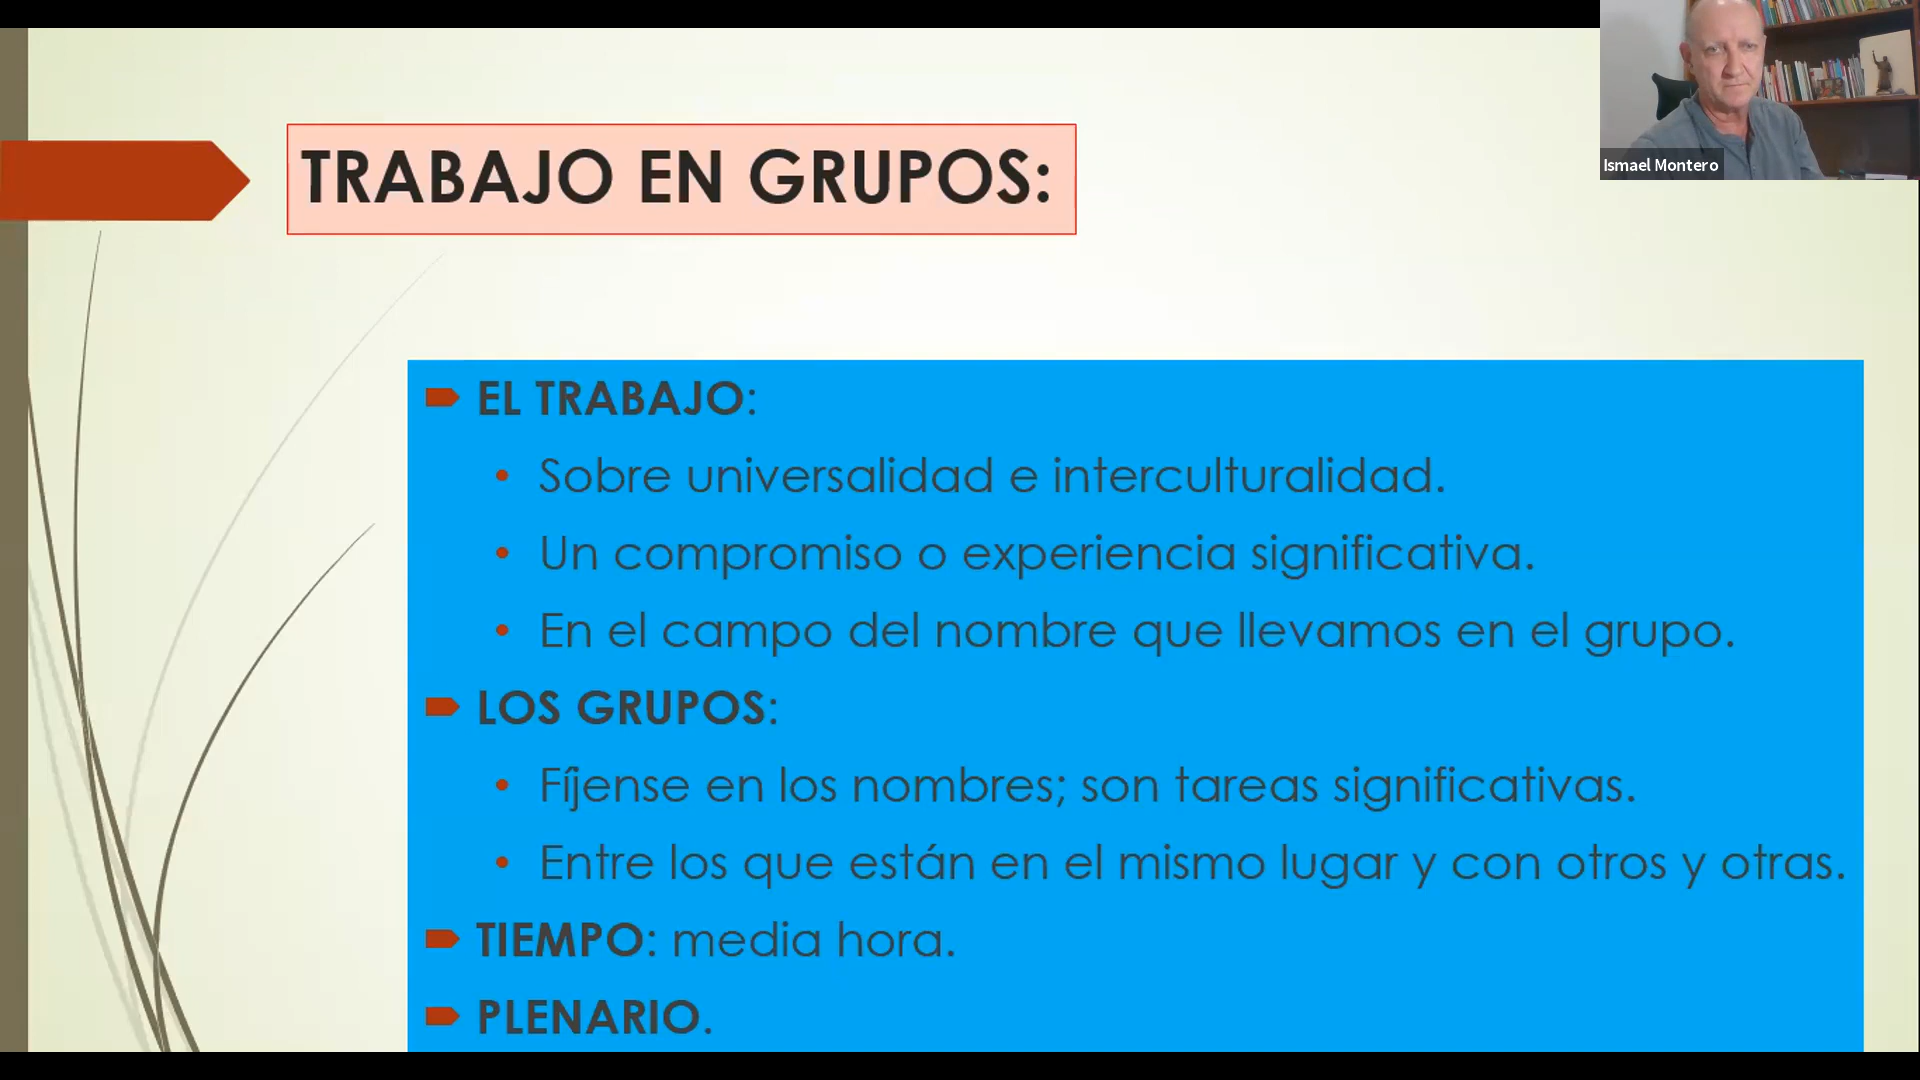 TRABAJO EN GRUPOS:
Ismael Montero
EL TRABAJO:
Sobre universalidad e interculturalidad.
Un compromiso o experiencia significativa.
En el campo del nombre que llevamos en el grupo.
LOS GRUPOS:
Fíjense en los nombres; son tareas significativas.
Entre los que están en el mismo lugar y con otros y otras.
TIEMPO: media hora.
PLENARIO.